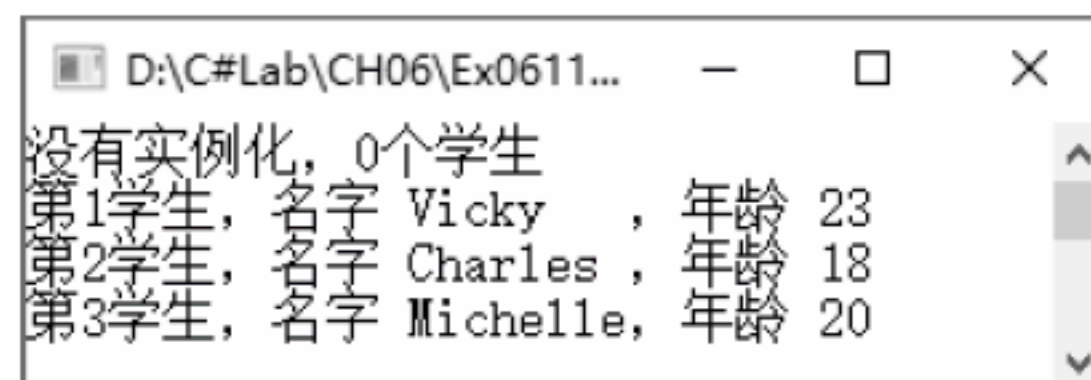 D:\C#Lab\CH06\Ex0611...
没有实例化，0个学生
第1学生，名字 Vicky   ，年龄 23
第2学生，名字 Charles ，年龄 18
第3学生，名字 Michelle，年龄 20